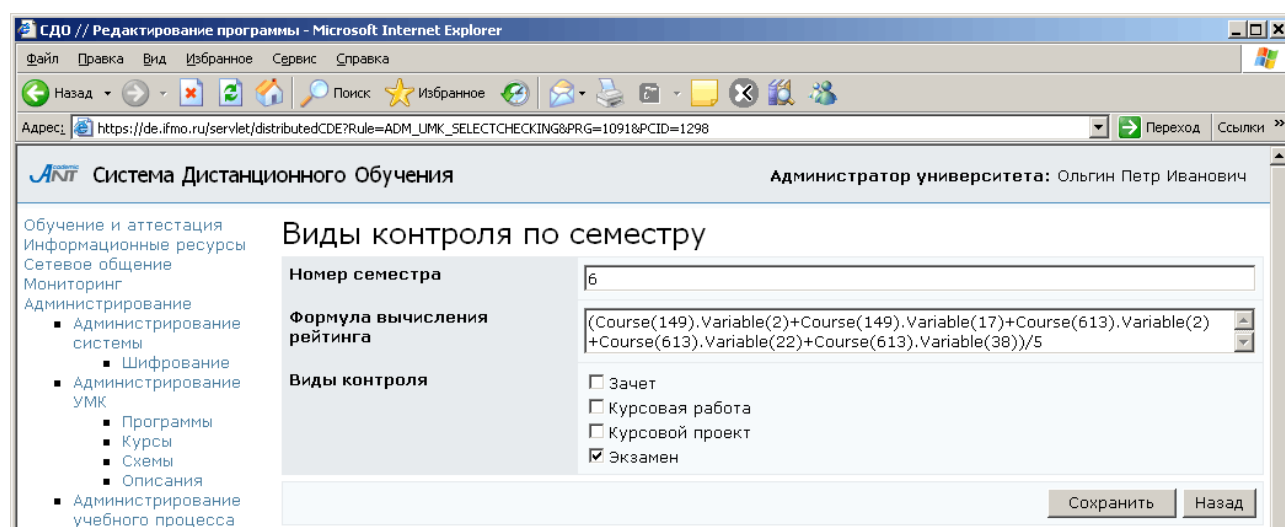 СДО // Редактирование программы - Microsoft Internet Explorer
Файл Правка Вид Избранное Сервис Справка
Назад Поиск Избранное
Адрес: https://de.ifmo.ru/servlet/distributedCDE?Rule=ADM_UMK_SELECTCHECKING&PRG=1091&PCID=1298 Переход Ссылки »
Academic ANT Система Дистанционного Обучения Администратор университета: Ольгин Петр Иванович
Обучение и аттестация
Информационные ресурсы
Сетевое общение
Мониторинг
Администрирование
Администрирование
системы
Шифрование
Администрирование
УМК
Программы
Курсы
Схемы
Описания
Администрирование
учебного процесса
Виды контроля по семестру
Номер семестра 6
Формула вычисления
рейтинга
(Course(149).Variable(2)+Course(149).Variable(17)+Course(613).Variable(2)
+Course(613).Variable(22)+Course(613).Variable(38))/5
Виды контроля
Зачет
Курсовая работа
Курсовой проект
Экзамен
Сохранить Назад